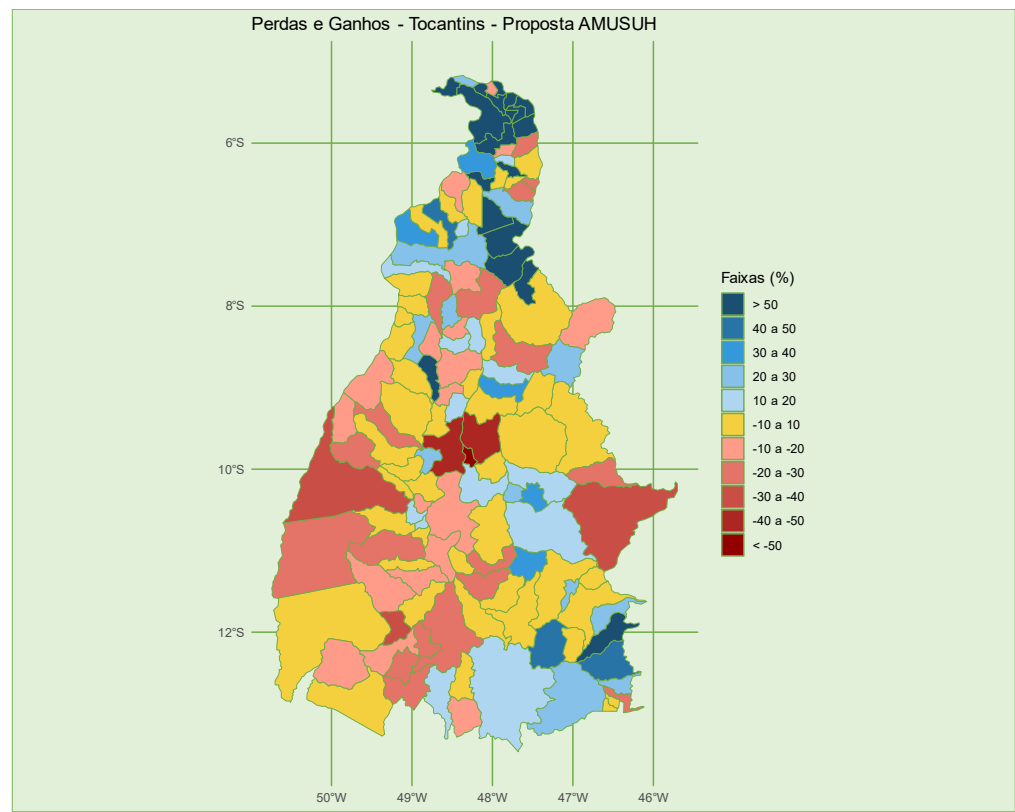 Perdas e Ganhos - Tocantins - Proposta AMUSUH
6°S
8°S
10°S
12°S
50°W 49°W 48°W 47°W 46°W
Faixas (%)
> 50
40 a 50
30 a 40
20 a 30
10 a 20
-10 a 10
-10 a -20
-20 a -30
-30 a -40
-40 a -50
< -50